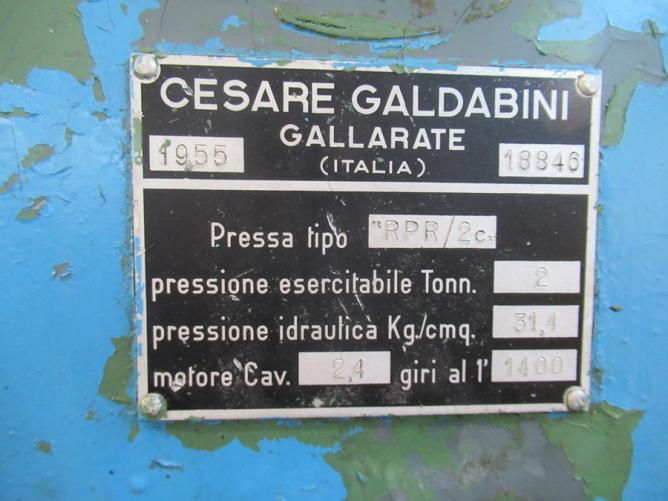 CESARE GALDABINI
GALLARATE
1955 (ITALIA) 18846
Pressa tipo "RPR/2c"
pressione esercitabile Tonn. 2
pressione idraulica Kg./cmq. 31,4
motore Cav. 2,4 giri al 1' 1400